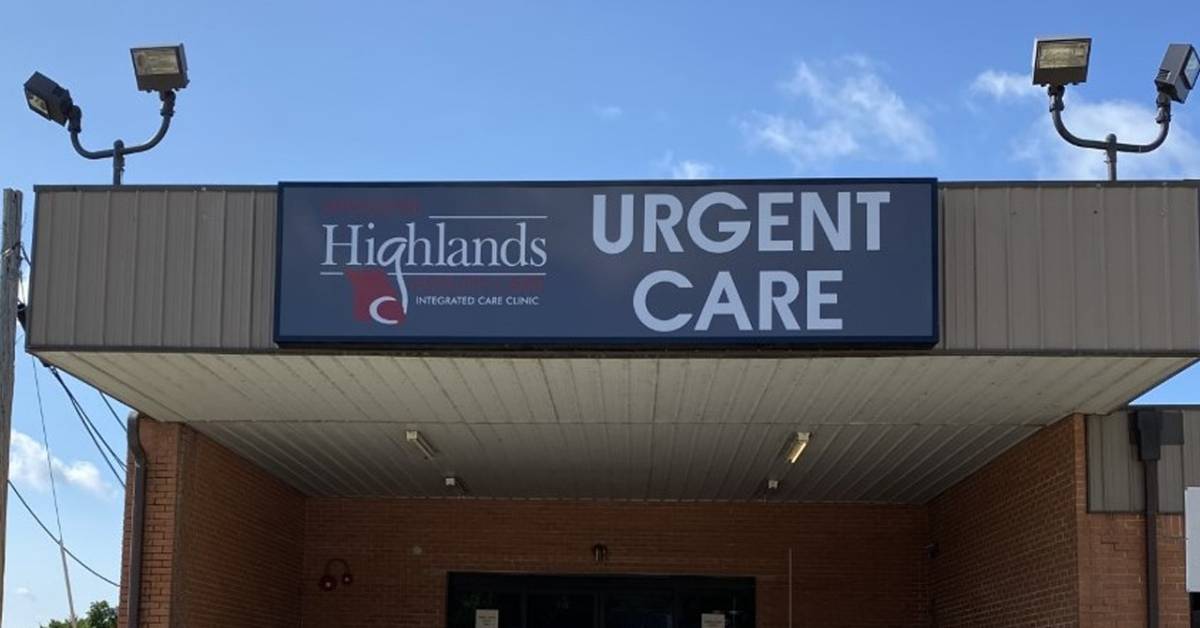 Highlands
INTEGRATED CARE CLINIC
URGENT
CARE